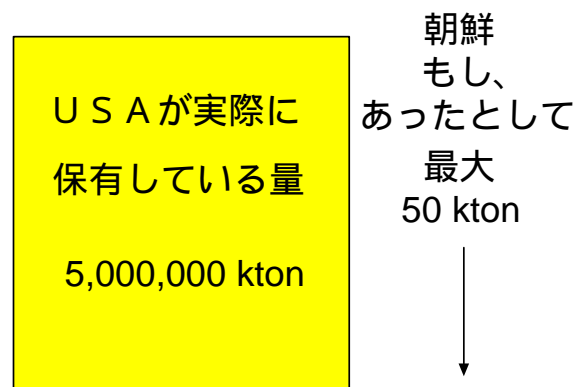 ＵＳＡが実際に
保有している量
5,000,000 kton
朝鮮
もし、
あったとして
最大
50 kton